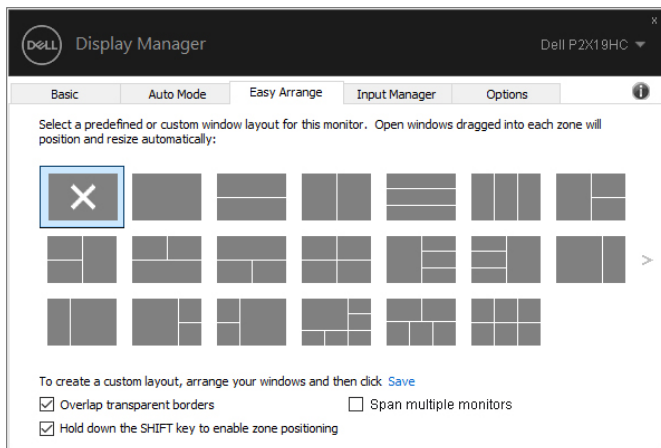 x
DELL Display Manager Dell P2X19HC
Basic Auto Mode Easy Arrange Input Manager Options i
Select a predefined or custom window layout for this monitor. Open windows dragged into each zone will
position and resize automatically:
>
To create a custom layout, arrange your windows and then click Save
Overlap transparent borders Span multiple monitors
Hold down the SHIFT key to enable zone positioning